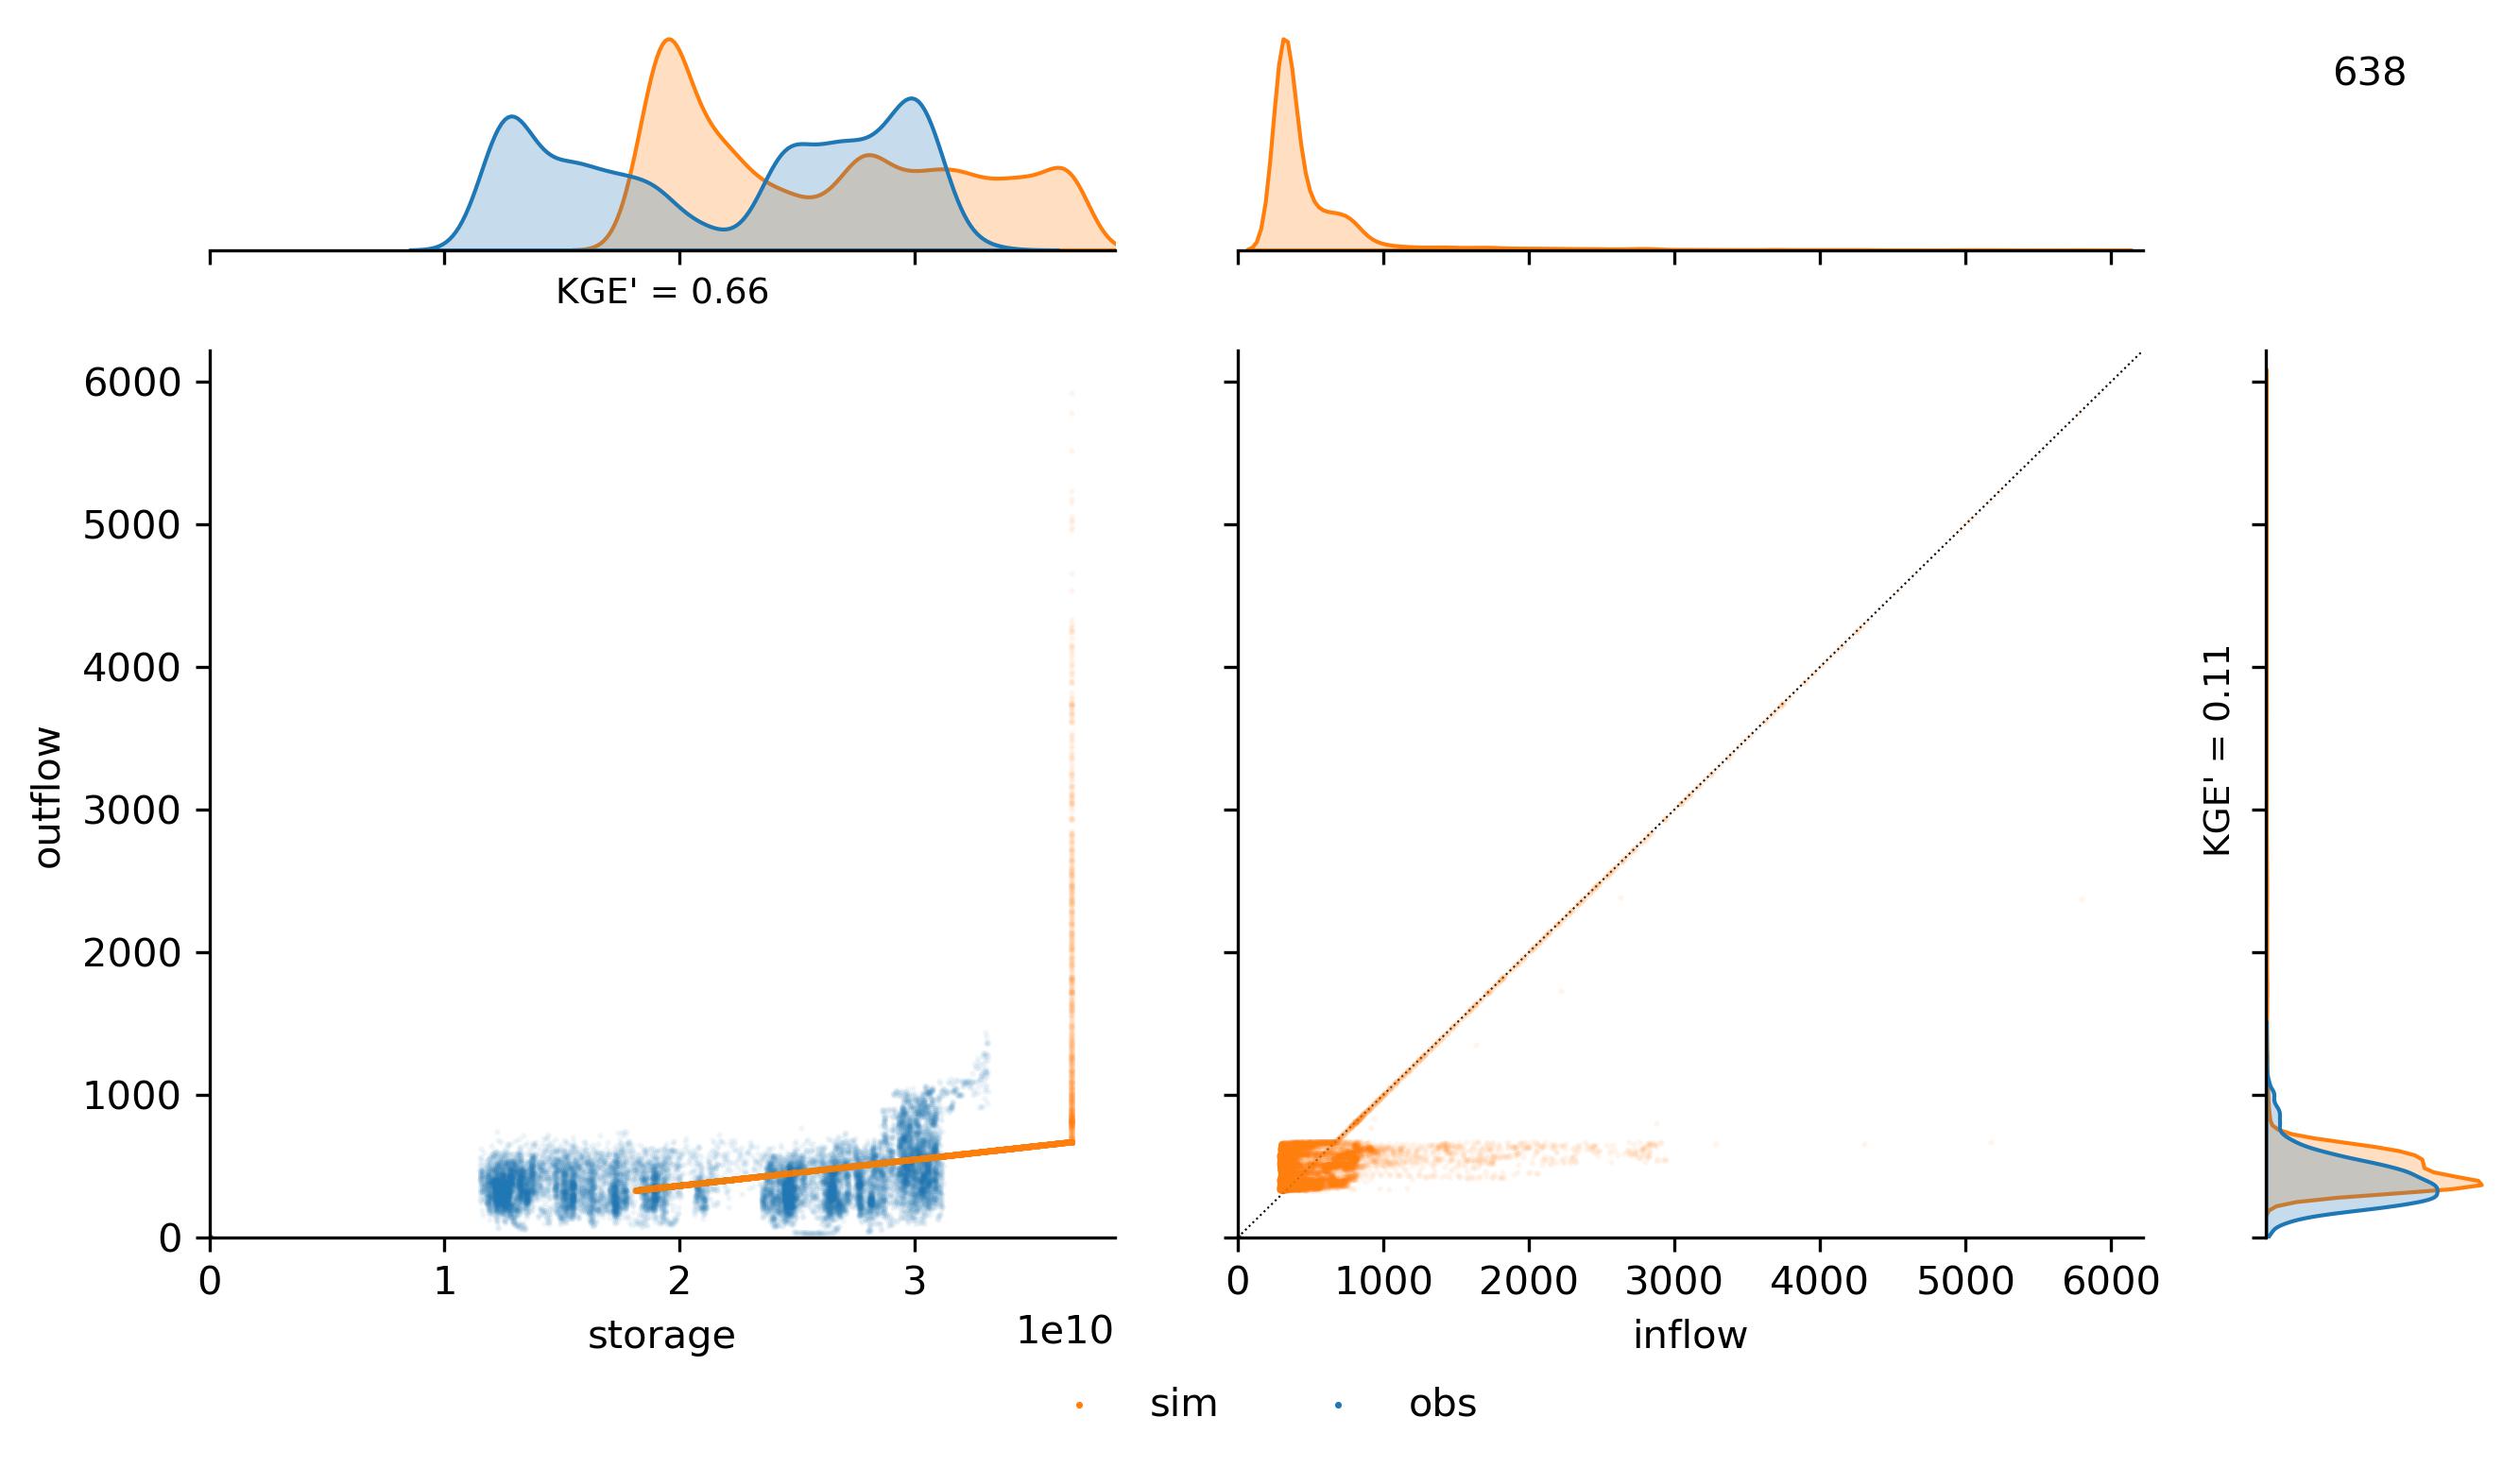 638
KGE' = 0.66
6000
5000
4000
3000
2000
1000
0
outflow
KGE' = 0.11
0 1 2 3
1e10
storage
0 1000 2000 3000 4000 5000 6000
inflow
sim obs